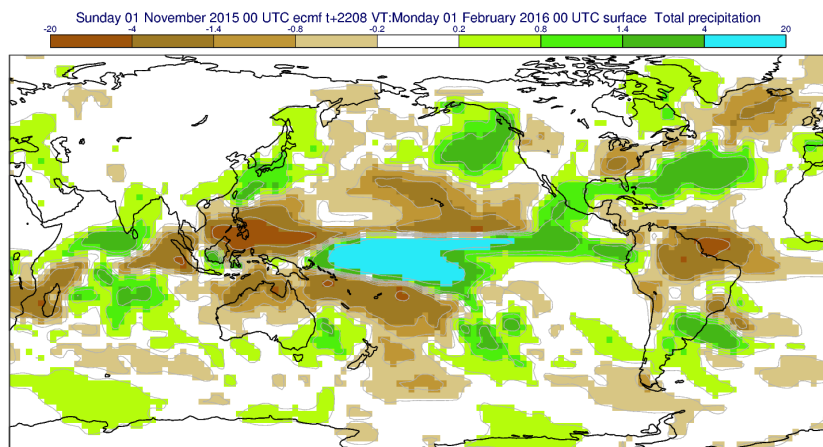 Sunday 01 November 2015 00 UTC ecmf t+2208 VT:Monday 01 February 2016 00 UTC surface Total precipitation
-20 -4 -1.4 -0.8 -0.2 0.2 0.8 1.4 4 20